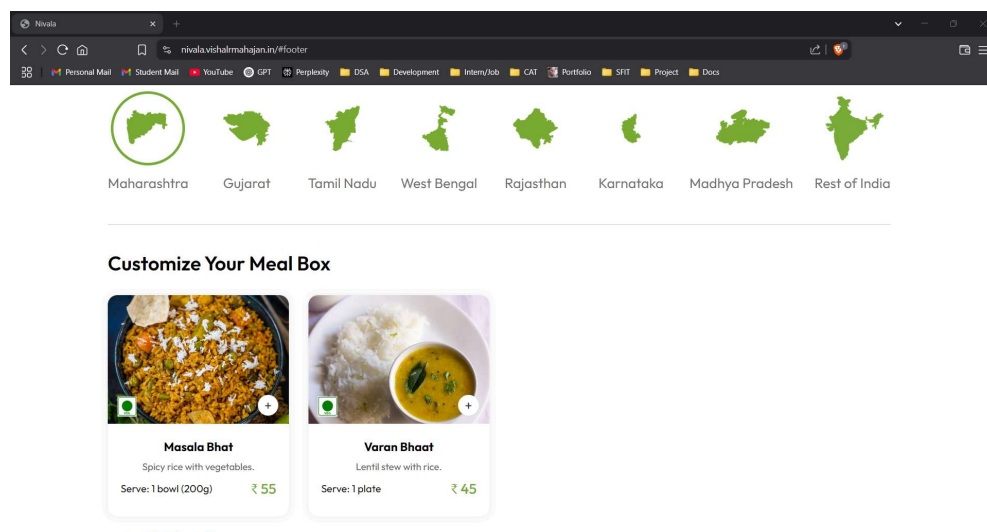 Nivala
nivala.vishalrmahajan.in/#footer
Personal Mail Student Mail YouTube GPT Perplexity DSA Development Intern/Job CAT Portfolio SFIT Project Docs
Maharashtra Gujarat Tamil Nadu West Bengal Rajasthan Karnataka Madhya Pradesh Rest of India
Customize Your Meal Box
Masala Bhat
Spicy rice with vegetables.
Serve: 1 bowl (200g) ₹ 55
Varan Bhaat
Lentil stew with rice.
Serve: 1 plate ₹ 45